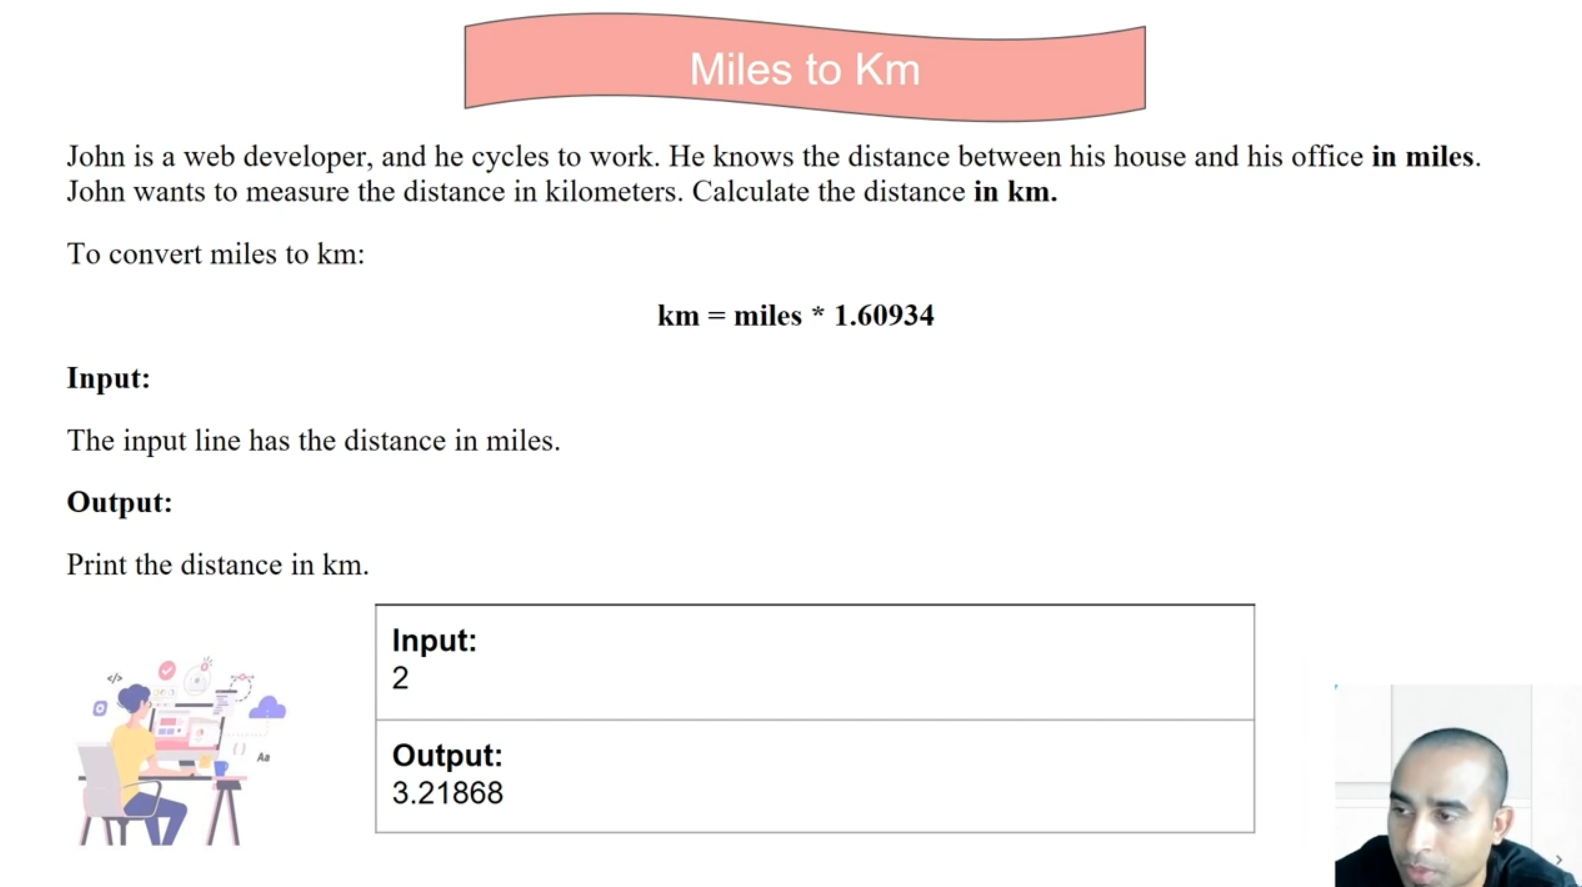 Miles to Km
John is a web developer, and he cycles to work. He knows the distance between his house and his office in miles.
John wants to measure the distance in kilometers. Calculate the distance in km.
To convert miles to km:
km = miles * 1.60934
Input:
The input line has the distance in miles.
Output:
Print the distance in km.
Input:
2
Output:
3.21868
</>
{ }
Aa